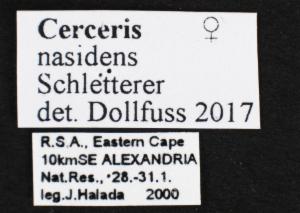 Cerceris ♀
nasidens
Schletterer
det. Dollfuss 2017
R.S.A., Eastern Cape
10kmSE ALEXANDRIA
Nat.Res., 28.-31.1.
leg.J.Halada 2000